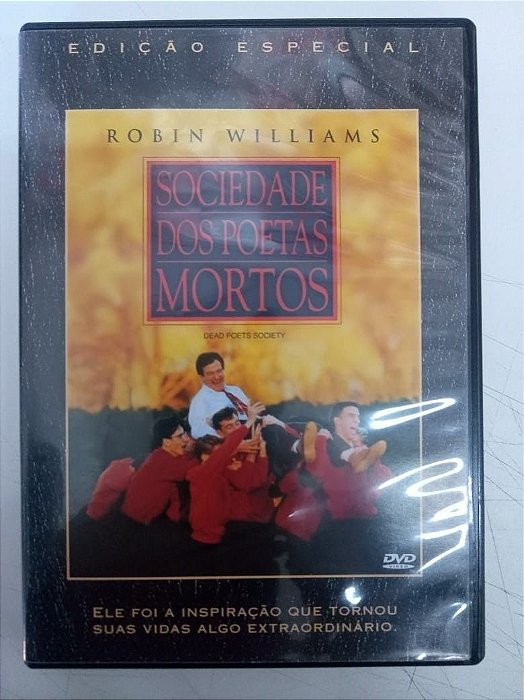 EDIÇÃO ESPECIAL
ROBIN WILLIAMS
SOCIEDADE
DOS POETAS
MORTOS
DEAD POETS SOCIETY
DVD
VIDEO
ELE FOI A INSPIRAÇÃO QUE TORNOU
SUAS VIDAS ALGO EXTRAORDINÁRIO.